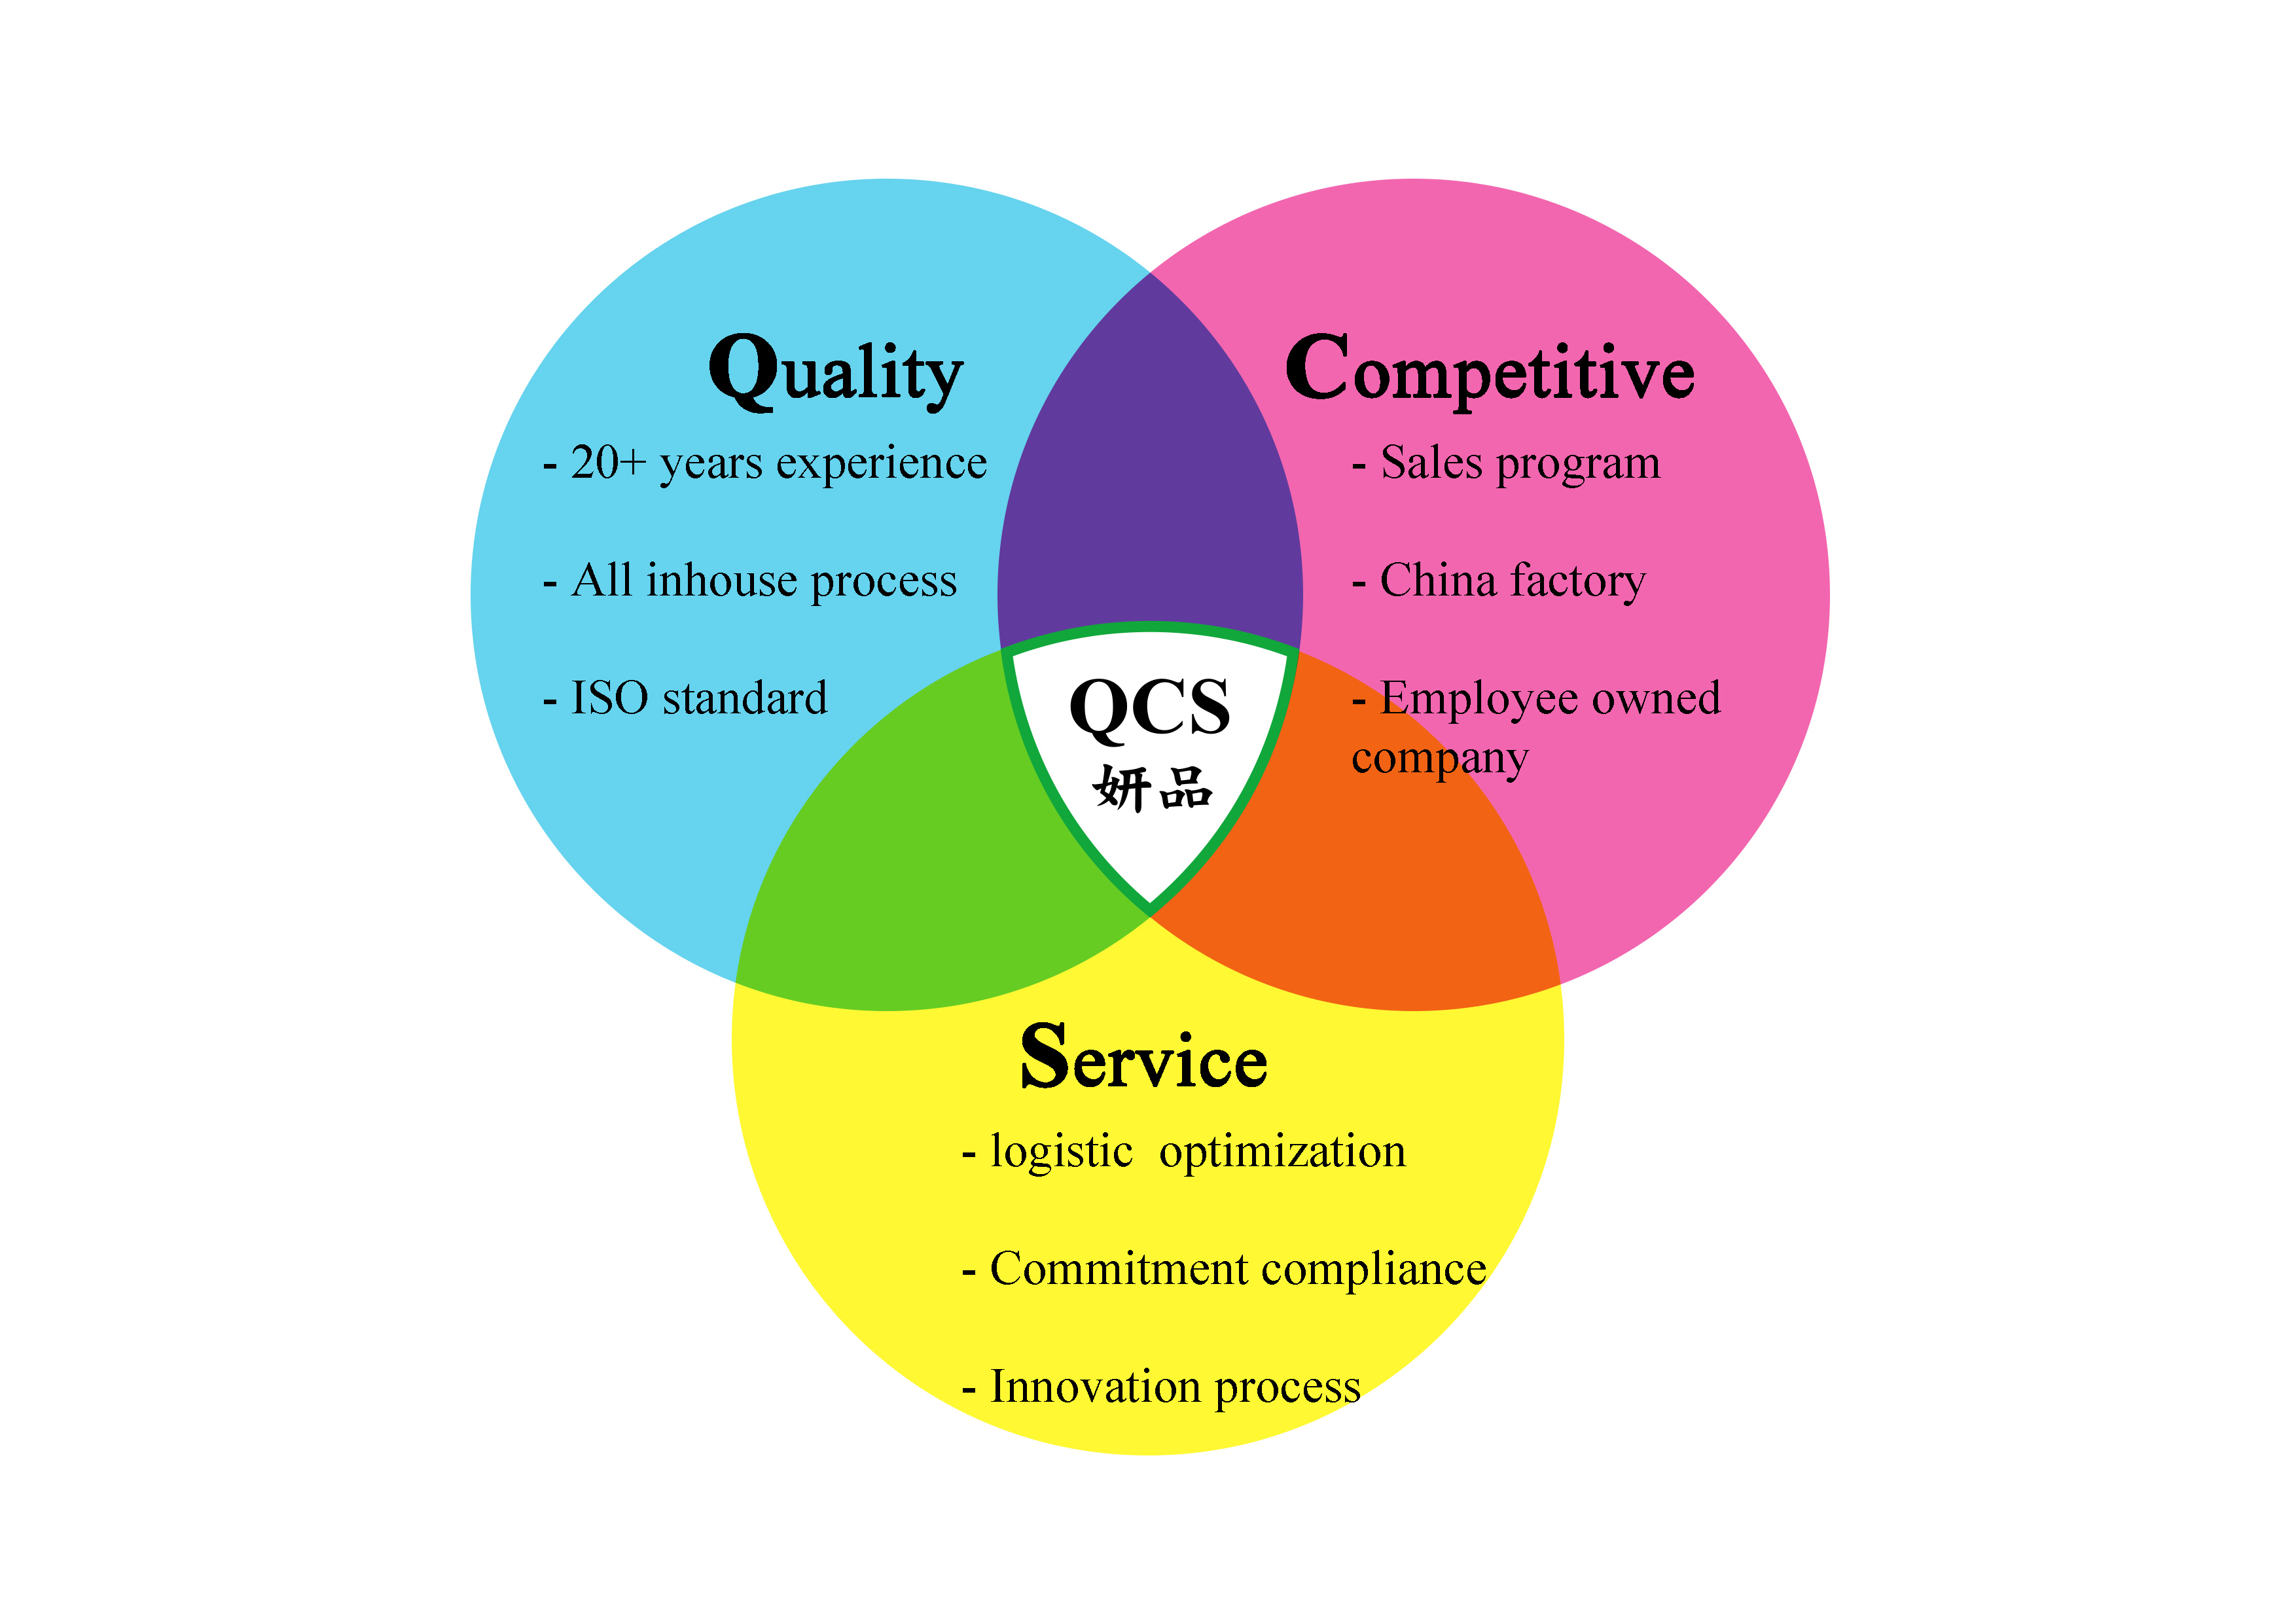 Quality
- 20+ years experience
- All inhouse process
- ISO standard
Competitive
- Sales program
- China factory
- Employee owned
company
QCS
妍品
Service
- logistic  optimization
- Commitment compliance
- Innovation process